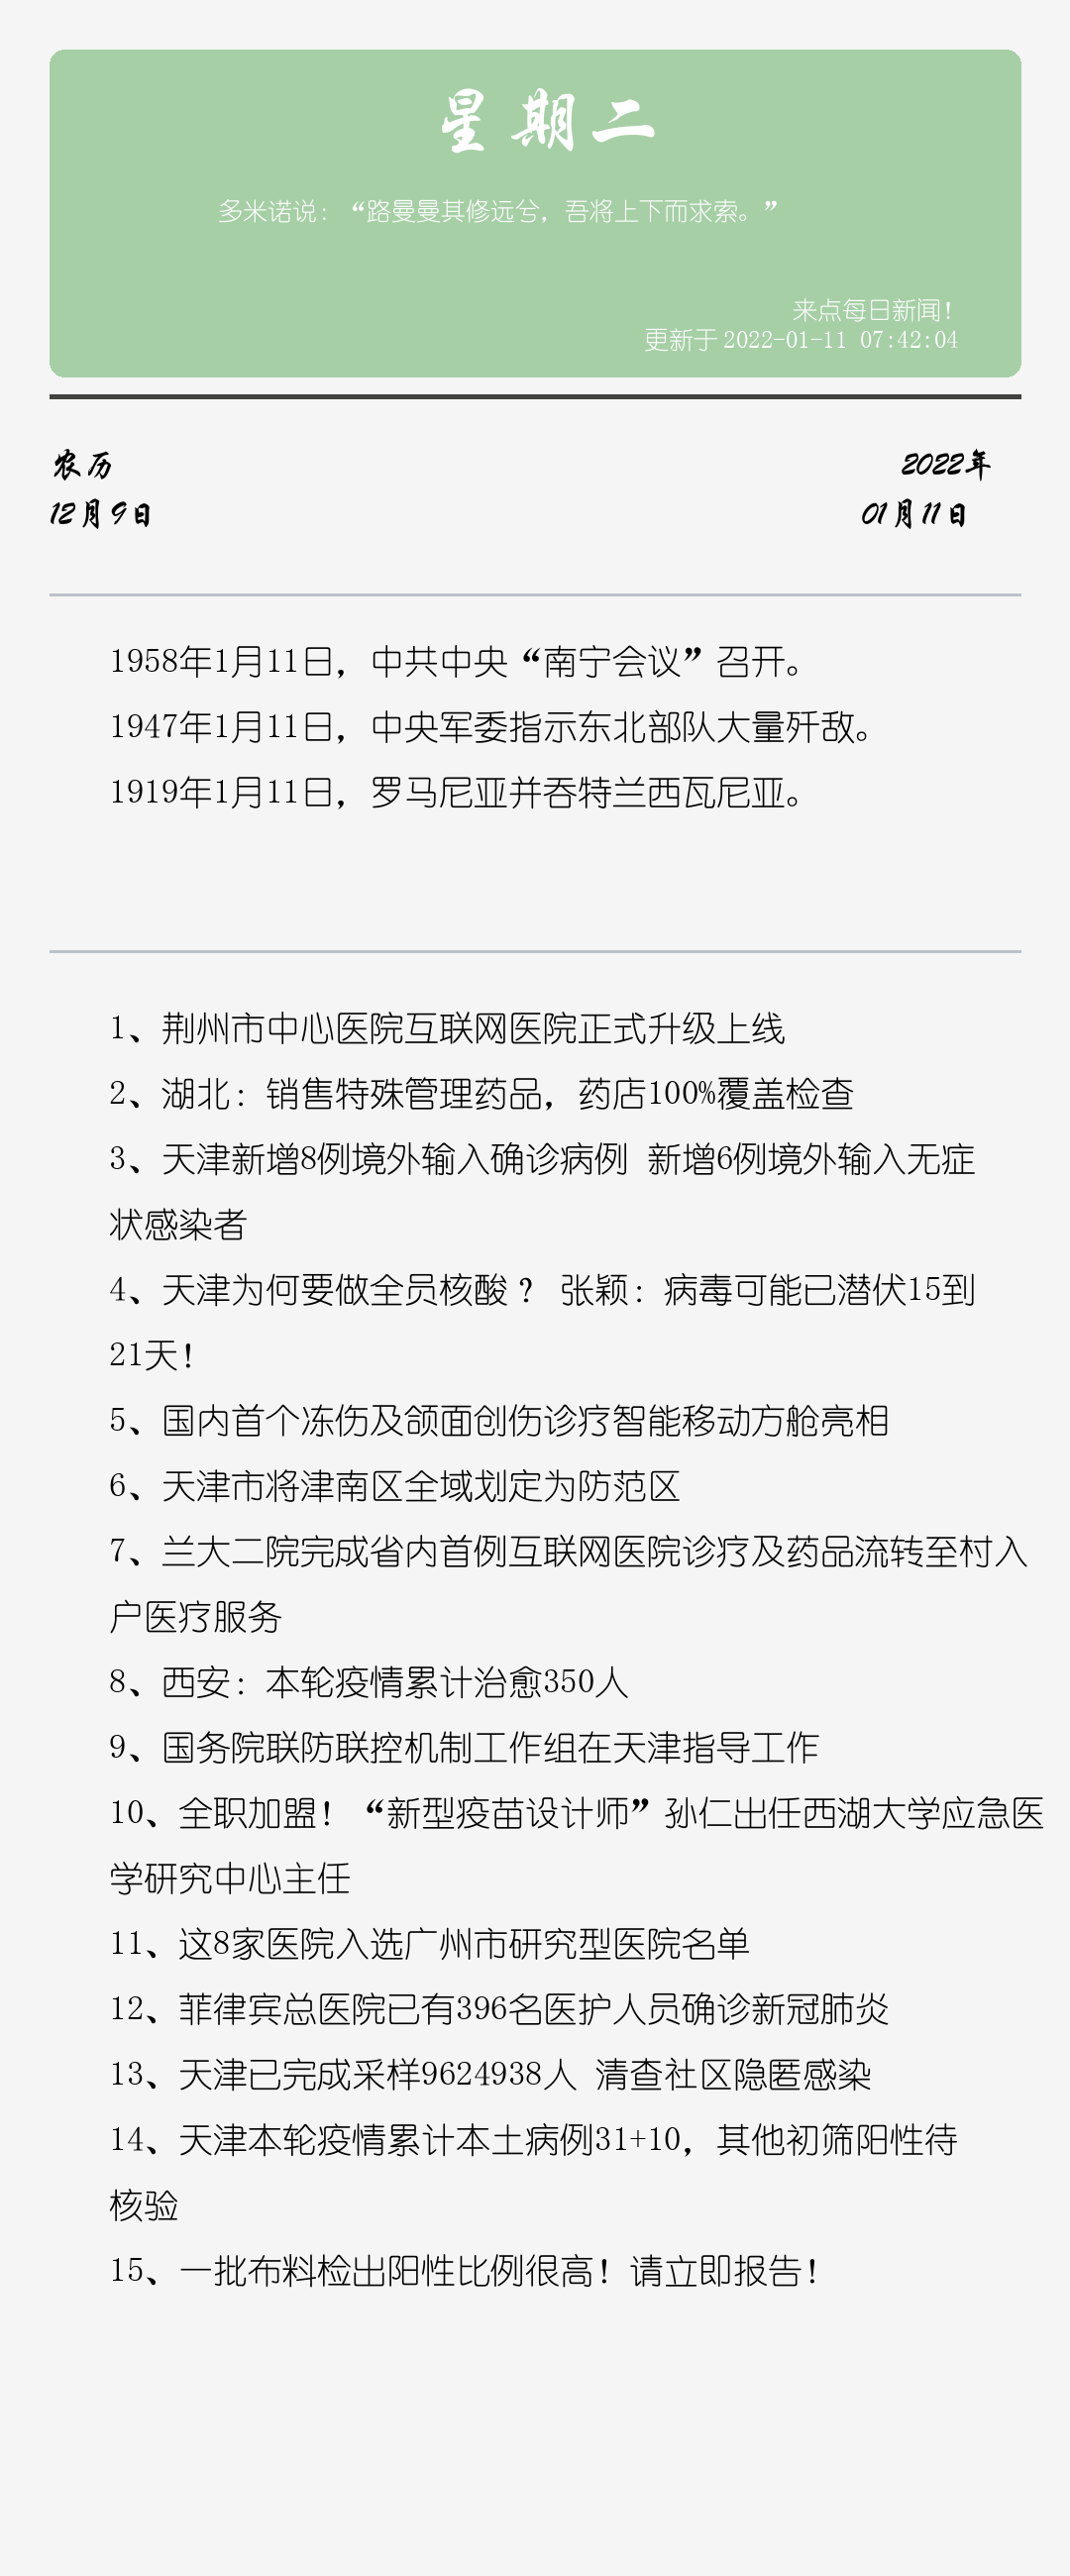 星期二
多米诺说：“路曼曼其修远兮，吾将上下而求索。”
来点每日新闻！
更新于 2022-01-11 07:42:04
农历
2022年
12月9日
01月11日
1958年1月11日，中共中央“南宁会议”召开。
1947年1月11日，中央军委指示东北部队大量歼敌。
1919年1月11日，罗马尼亚并吞特兰西瓦尼亚。
1、荆州市中心医院互联网医院正式升级上线
2、湖北：销售特殊管理药品，药店100%覆盖检查
3、天津新增8例境外输入确诊病例 新增6例境外输入无症
状感染者
4、天津为何要做全员核酸？ 张颖：病毒可能已潜伏15到
21天！
5、国内首个冻伤及颌面创伤诊疗智能移动方舱亮相
6、天津市将津南区全域划定为防范区
7、兰大二院完成省内首例互联网医院诊疗及药品流转至村入
户医疗服务
8、西安：本轮疫情累计治愈350人
9、国务院联防联控机制工作组在天津指导工作
10、全职加盟！“新型疫苗设计师”孙仁出任西湖大学应急医
学研究中心主任
11、这8家医院入选广州市研究型医院名单
12、菲律宾总医院已有396名医护人员确诊新冠肺炎
13、天津已完成采样9624938人 清查社区隐匿感染
14、天津本轮疫情累计本土病例31+10，其他初筛阳性待
核验
15、一批布料检出阳性比例很高！请立即报告！